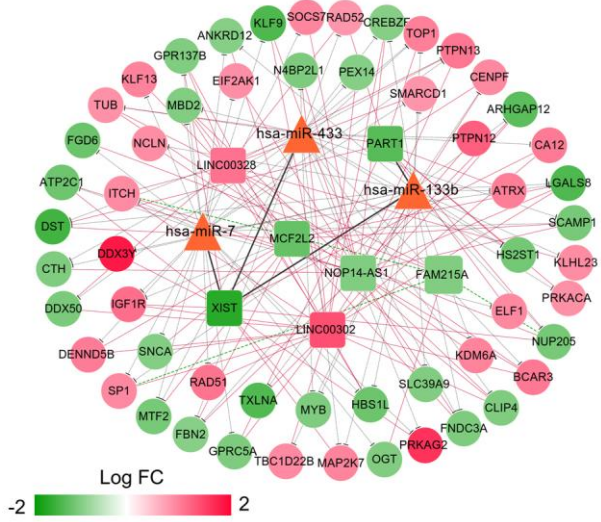 SOCS7
RAD52
CREBZF
KLF9
TOP1
ANKRD12
PTPN13
GPR137B
N4BP2L1
PEX14
KLF13
EIF2AK1
CENPF
SMARCD1
TUB
MBD2
ARHGAP12
hsa-miR-433
FGD6
NCLN
PART1
PTPN12
CA12
LINC00328
ATP2C1
ITCH
hsa-miR-133b
ATRX
LGALS8
DST
hsa-miR-7
MCF2L2
SCAMP1
DDX3Y
HS2ST1
CTH
NOP14-AS1
FAM215A
KLHL23
DDX50
IGF1R
XIST
PRKACA
LINC00302
ELF1
NUP205
DENND5B
SNCA
KDM6A
SP1
RAD51
SLC39A9
BCAR3
MTF2
TXLNA
MYB
HBS1L
CLIP4
FBN2
FNDC3A
GPRC5A
TBC1D22B
MAP2K7
OGT
PRKAG2
Log FC
-2 2